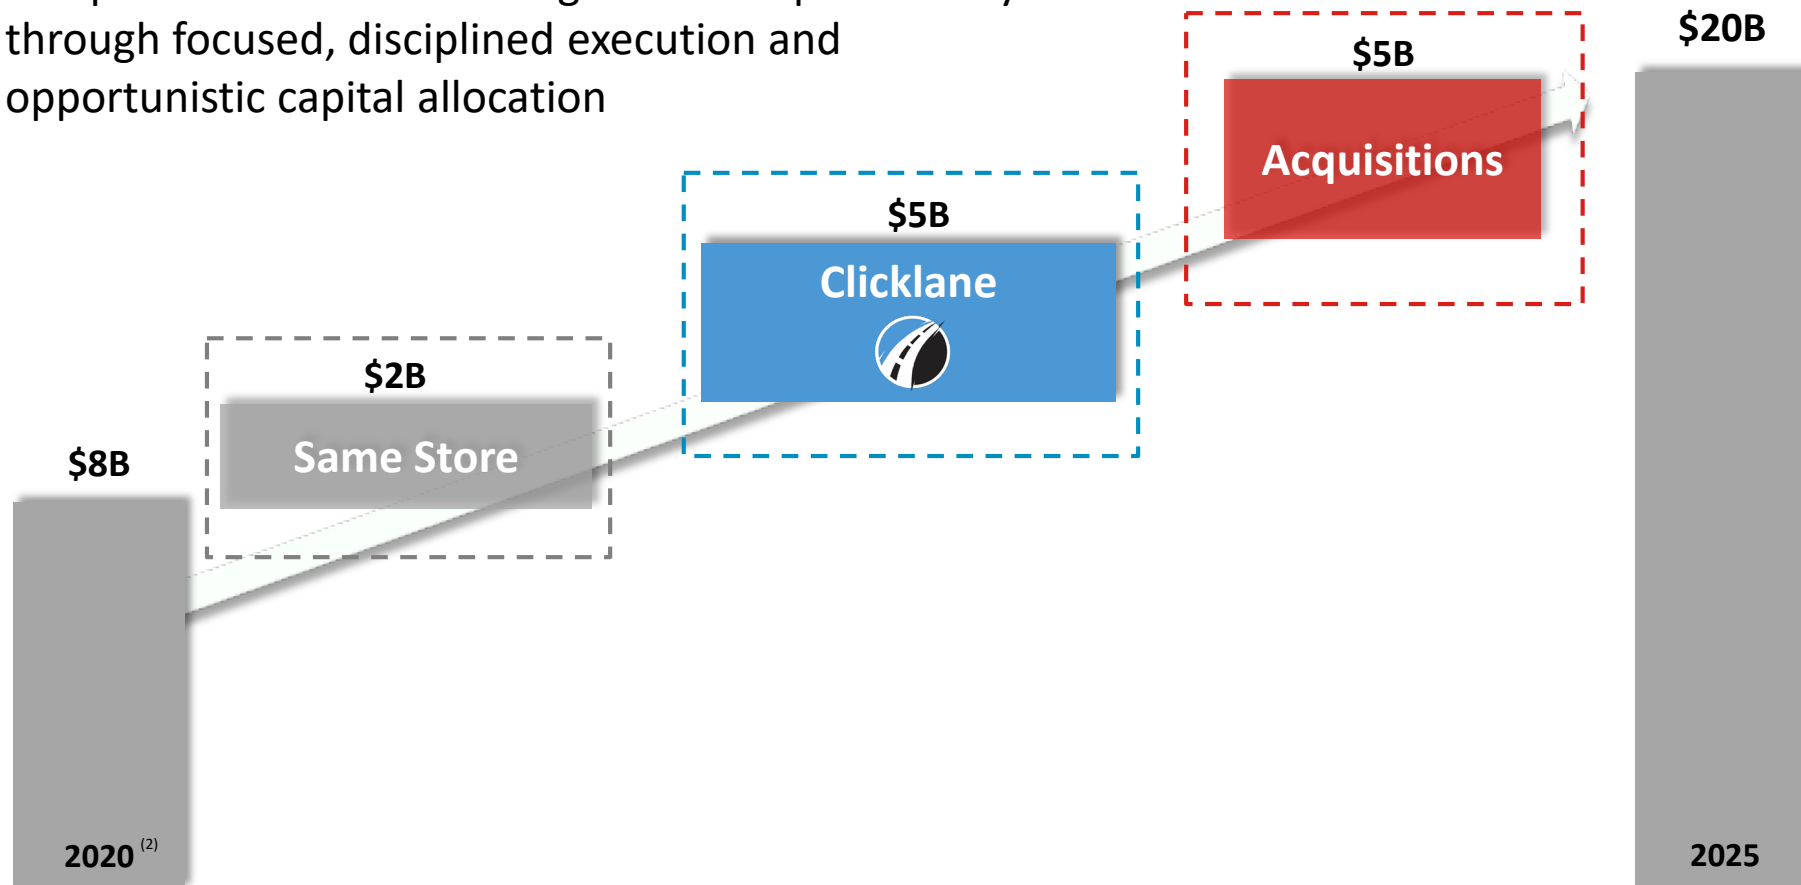 through focused, disciplined execution and
opportunistic capital allocation
$20B
$5B
Acquisitions
$5B
Clicklane
$2B
Same Store
$8B
2020 (2)
2025